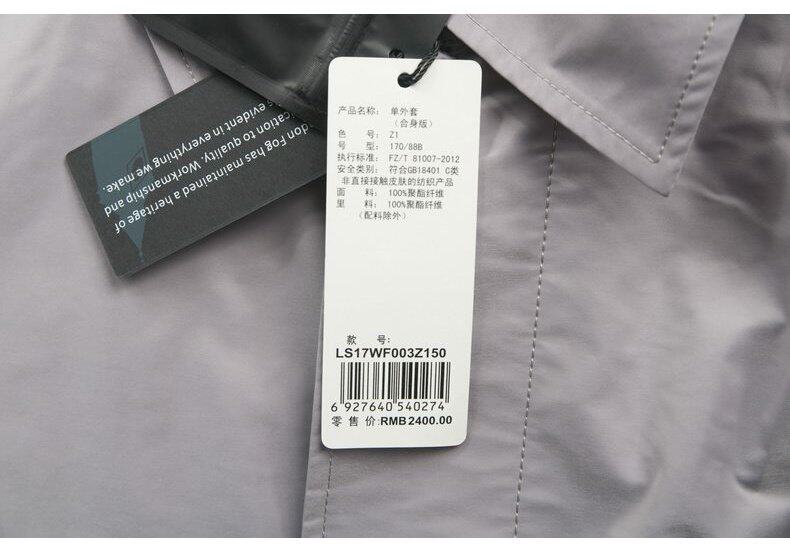 产品名称： 单外套
（合身版）
色 号： Z1
号 型： 170/88B
执行标准： FZ/T 81007-2012
安全类别： 符合GB18401 C类
非直接接触皮肤的纺织产品
面 料： 100%聚酯纤维
里 料： 100%聚酯纤维
（配料除外）
款 号：
LS17WF003Z150
6 927640 540274
零 售 价：RMB2400.00
don Fog has maintained a heritage of
ication to quality. Workmanship and
is evident in everything we make.